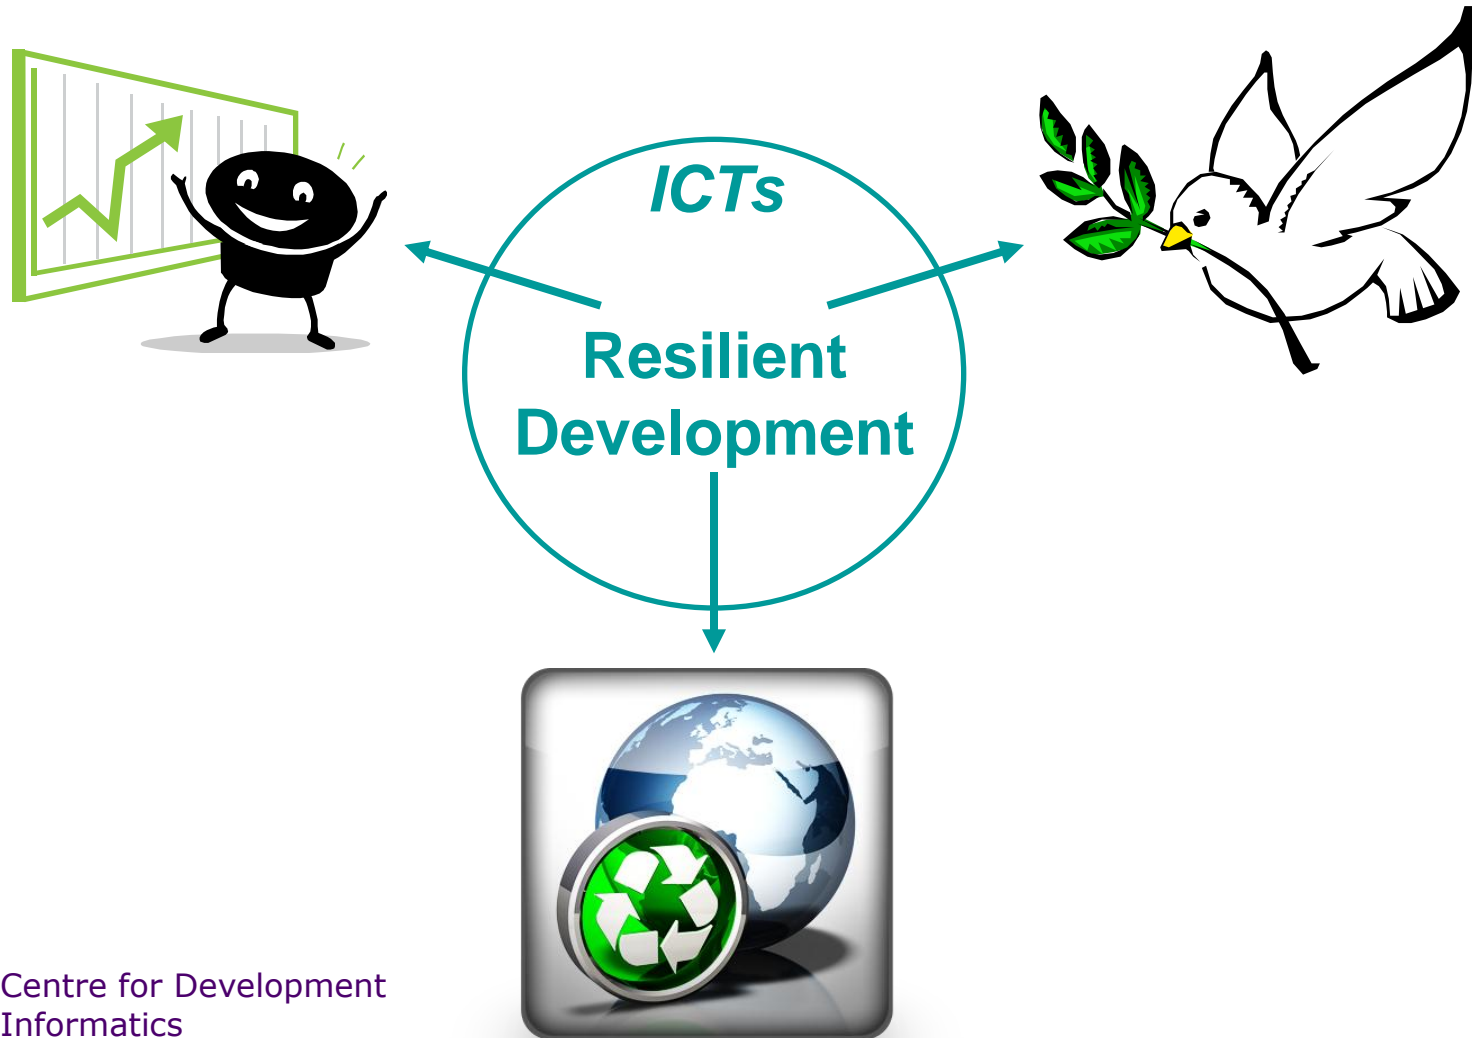 ICTs
Resilient
Development
Centre for Development
Informatics